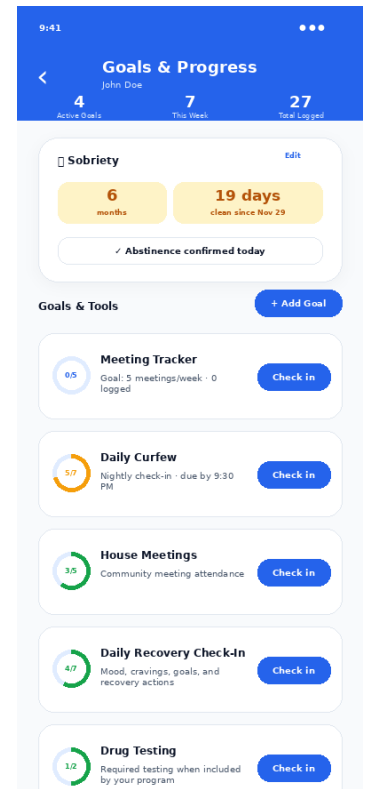 9:41
Goals & Progress
John Doe
4
Active Goals
7
This Week
27
Total Logged
Sobriety
Edit
6
months
19 days
clean since Nov 29
✓ Abstinence confirmed today
Goals & Tools
+ Add Goal
0/5
Meeting Tracker
Goal: 5 meetings/week · 0
logged
Check in
5/7
Daily Curfew
Nightly check-in · due by 9:30
PM
Check in
3/5
House Meetings
Community meeting attendance
Check in
4/7
Daily Recovery Check-In
Mood, cravings, goals, and
recovery actions
Check in
1/2
Drug Testing
Required testing when included
by your program
Check in